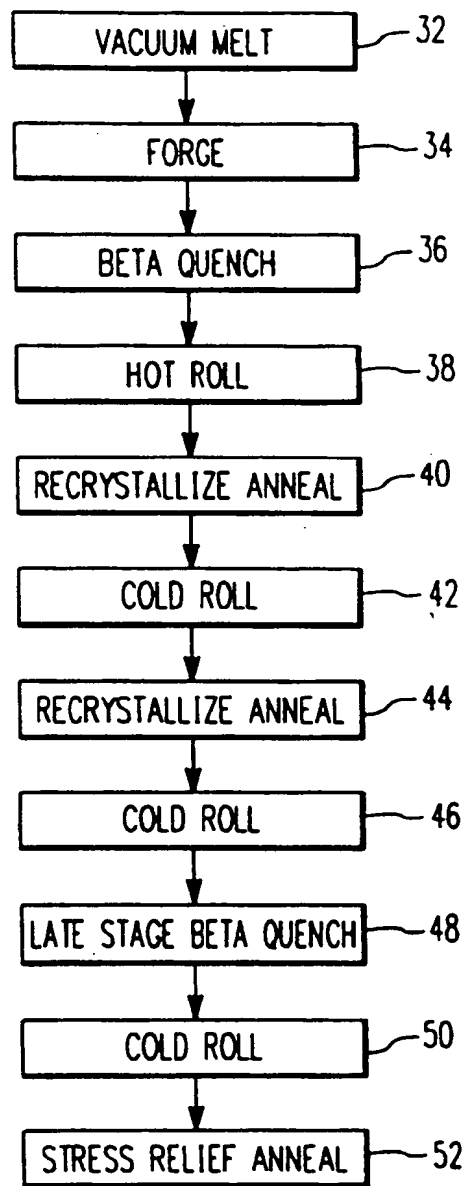 VACUUM MELT 32
FORGE 34
BETA QUENCH 36
HOT ROLL 38
RECRYSTALLIZE ANNEAL 40
COLD ROLL 42
RECRYSTALLIZE ANNEAL 44
COLD ROLL 46
LATE STAGE BETA QUENCH 48
COLD ROLL 50
STRESS RELIEF ANNEAL 52